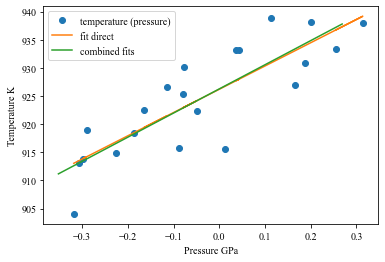 940
935
930
925
920
915
910
905
Temperature K
temperature (pressure)
fit direct
combined fits
−0.3 −0.2 −0.1 0.0 0.1 0.2 0.3
Pressure GPa